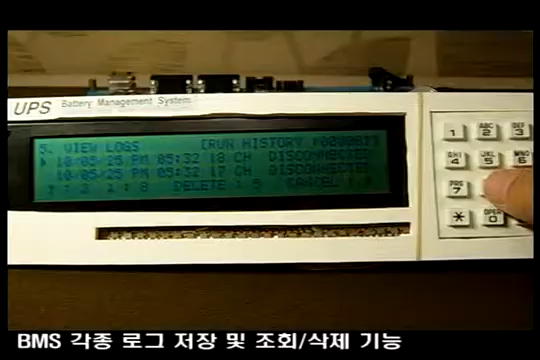 UPS Battery Management System
5. VIEW LOGS [RUN HISTORY
10/05/25 PM 05:32 18 CH DISCONNECTED
10/05/25 PM 05:32 17 CH DISCONNECTED
DELETE : 5 CANCEL :
1 ABC 2 DEF 3
GHI 4 JKL 5 MNO 6
PRS 7
* OPER 0
BMS 각종 로그 저장 및 조회/삭제 기능